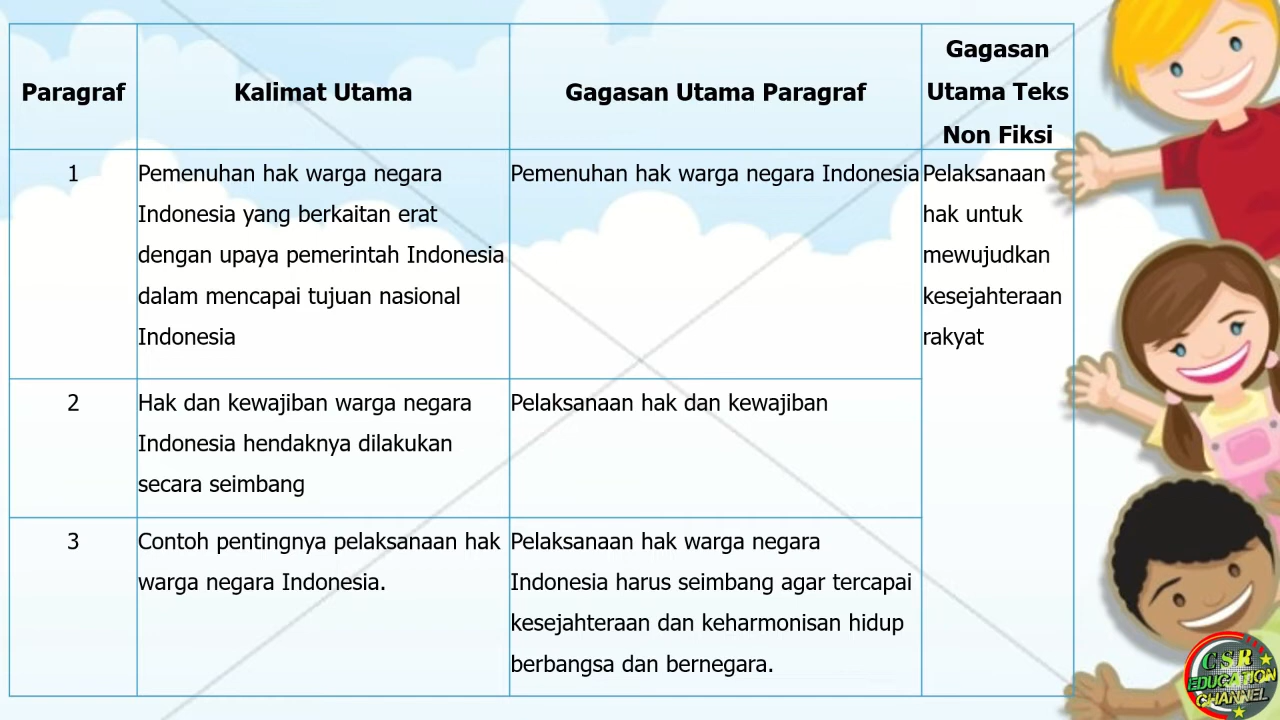 Paragraf
Kalimat Utama
Gagasan Utama Paragraf
Gagasan
Utama Teks
Non Fiksi
1
Pemenuhan hak warga negara
Indonesia yang berkaitan erat
dengan upaya pemerintah Indonesia
dalam mencapai tujuan nasional
Indonesia
Pemenuhan hak warga negara Indonesia
Pelaksanaan
hak untuk
mewujudkan
kesejahteraan
rakyat
2
Hak dan kewajiban warga negara
Indonesia hendaknya dilakukan
secara seimbang
Pelaksanaan hak dan kewajiban
3
Contoh pentingnya pelaksanaan hak
warga negara Indonesia.
Pelaksanaan hak warga negara
Indonesia harus seimbang agar tercapai
kesejahteraan dan keharmonisan hidup
berbangsa dan bernegara.
CSR
EDUCATION
CHANNEL